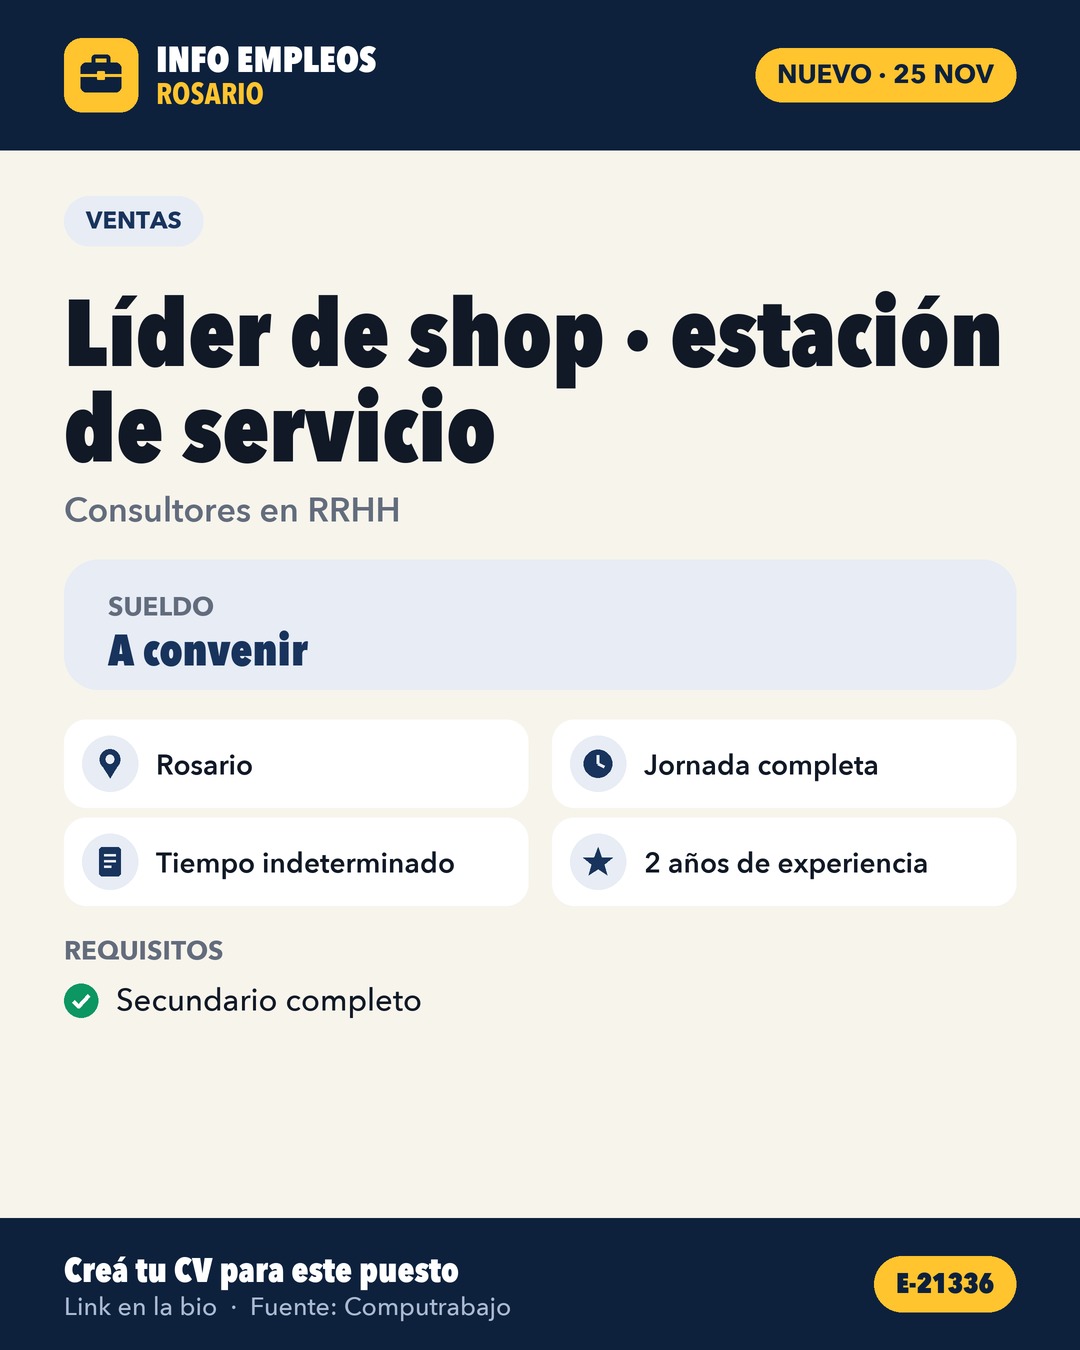 INFO EMPLEOS
ROSARIO
NUEVO · 25 NOV
VENTAS
Líder de shop · estación
de servicio
Consultores en RRHH
SUELDO
A convenir
Rosario
Jornada completa
Tiempo indeterminado
2 años de experiencia
REQUISITOS
Secundario completo
Creá tu CV para este puesto
Link en la bio · Fuente: Computrabajo
E-21336